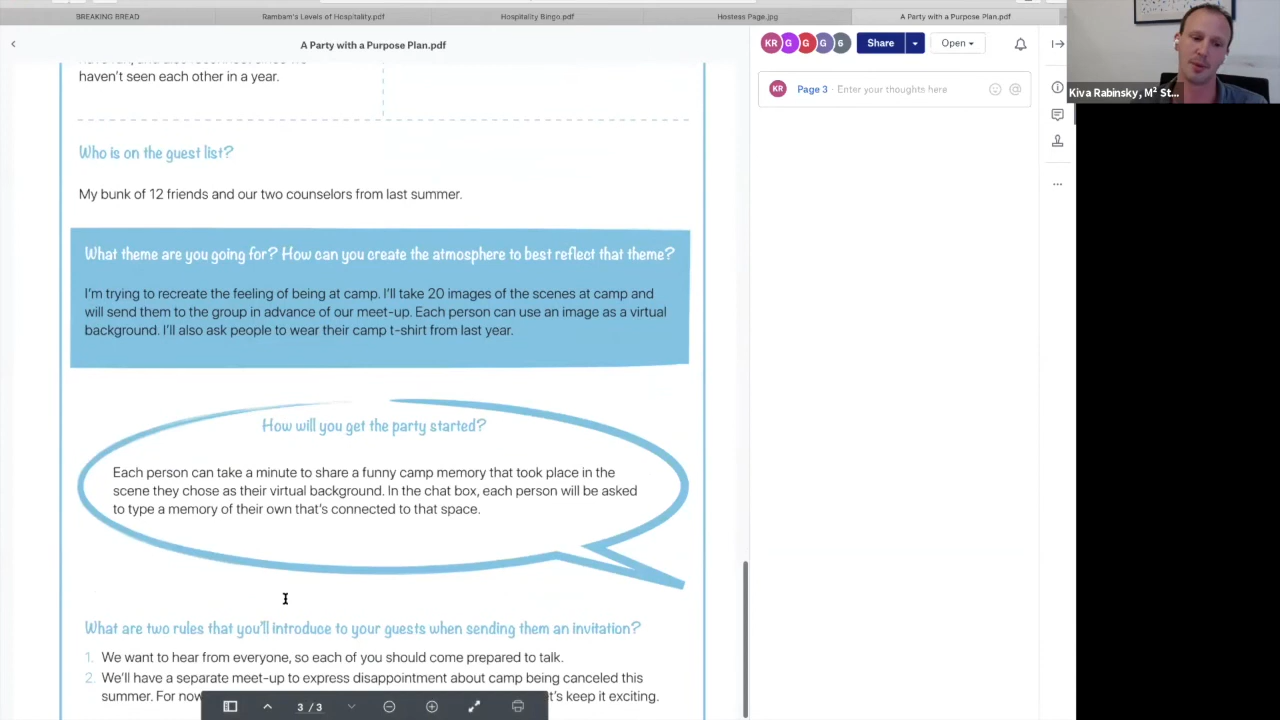 BREAKING BREAD
Rambam's Levels of Hospitality.pdf
Hospitality Bingo.pdf
Hostess Page.jpg
A Party with a Purpose Plan.pdf
A Party with a Purpose Plan.pdf
KR G G G 6
Share
Open
Kiva Rabinsky, M² St...
KR Page 3 · Enter your thoughts here
haven't seen each other in a year.
Who is on the guest list?
My bunk of 12 friends and our two counselors from last summer.
What theme are you going for? How can you create the atmosphere to best reflect that theme?
I'm trying to recreate the feeling of being at camp. I'll take 20 images of the scenes at camp and
will send them to the group in advance of our meet-up. Each person can use an image as a virtual
background. I'll also ask people to wear their camp t-shirt from last year.
How will you get the party started?
Each person can take a minute to share a funny camp memory that took place in the
scene they chose as their virtual background. In the chat box, each person will be asked
to type a memory of their own that's connected to that space.
What are two rules that you'll introduce to your guests when sending them an invitation?
1. We want to hear from everyone, so each of you should come prepared to talk.
2. We'll have a separate meet-up to express disappointment about camp being canceled this
summer. For now keep it exciting.
3 / 3